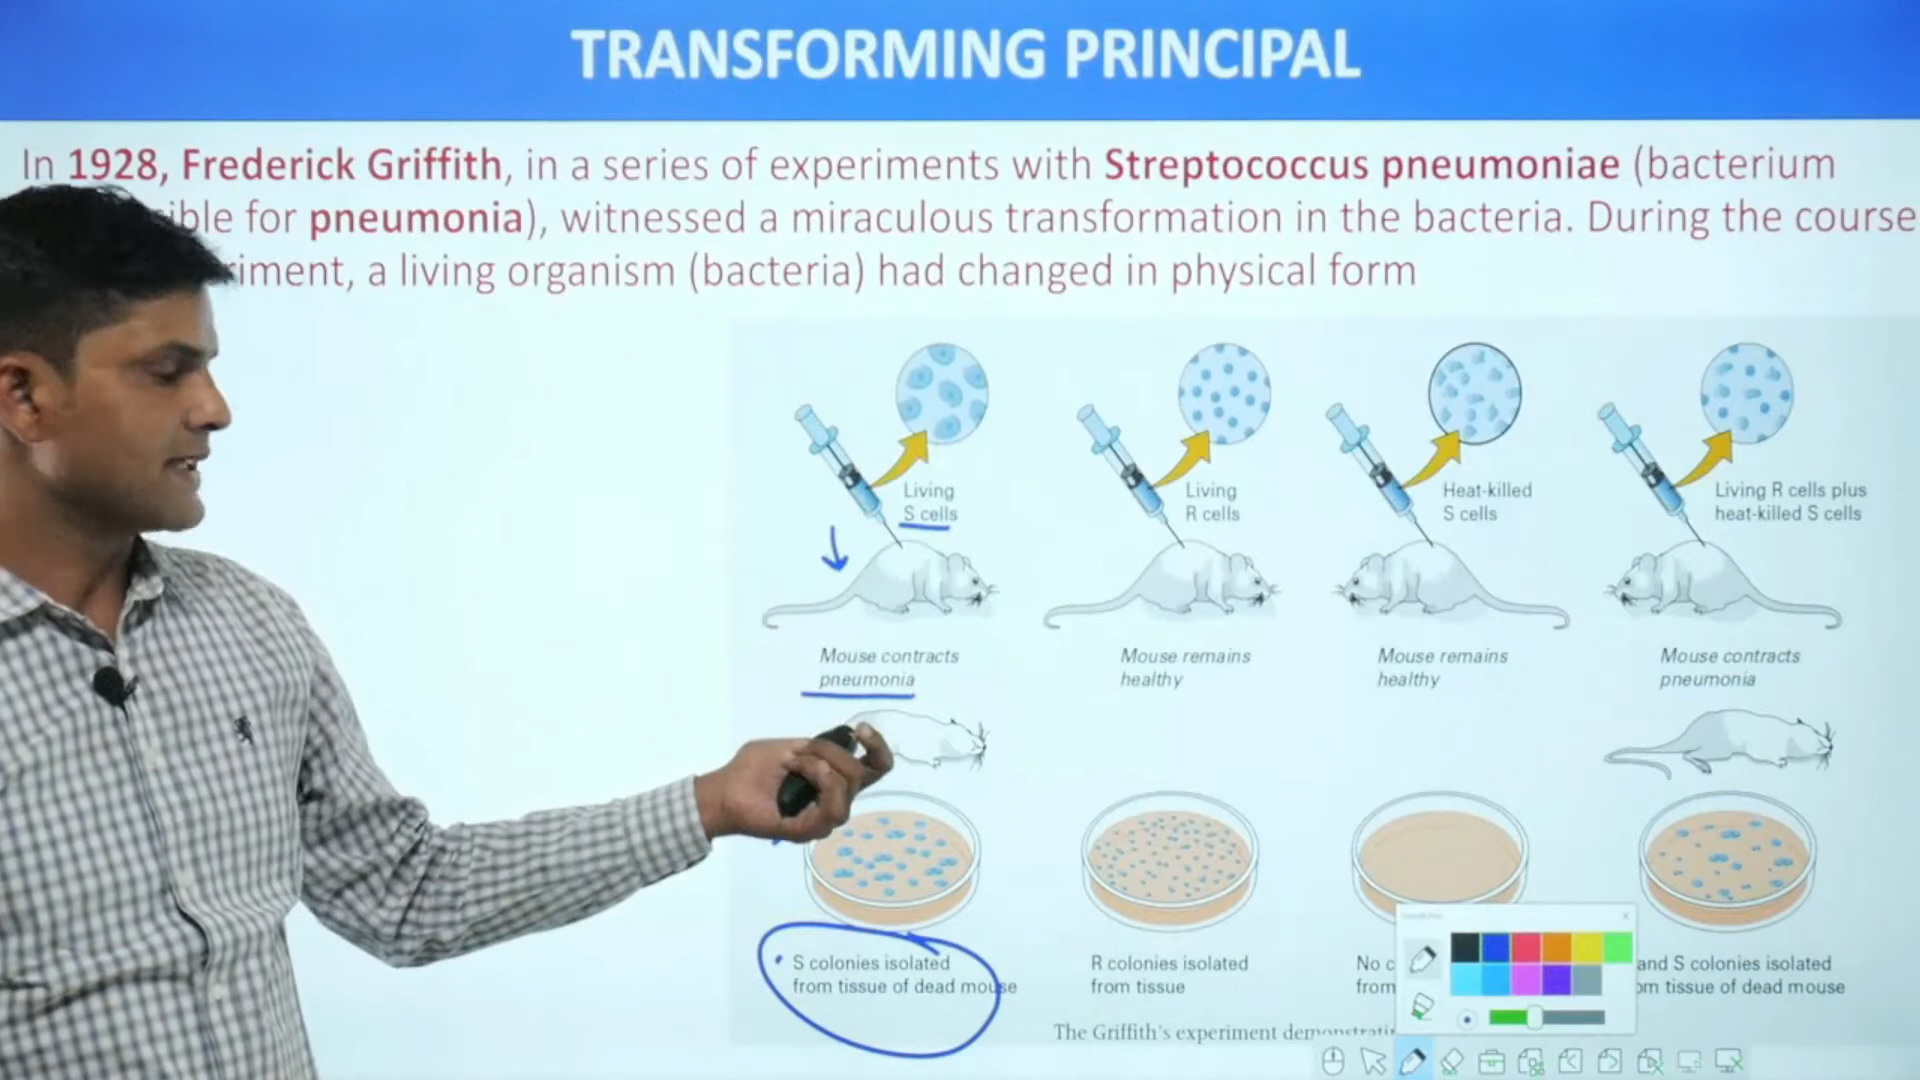 TRANSFORMING PRINCIPAL
In 1928, Frederick Griffith, in a series of experiments with Streptococcus pneumoniae (bacterium
ible for pneumonia), witnessed a miraculous transformation in the bacteria. During the course
riment, a living organism (bacteria) had changed in physical form
Living
S cells
Living
R cells
Heat-killed
S cells
Living R cells plus
heat-killed S cells
Mouse contracts
pneumonia
Mouse remains
healthy
Mouse remains
healthy
Mouse contracts
pneumonia
S colonies isolated
from tissue of dead mouse
R colonies isolated
from tissue
No c
from
and S colonies isolated
om tissue of dead mouse
The Griffith's experiment demonstratin